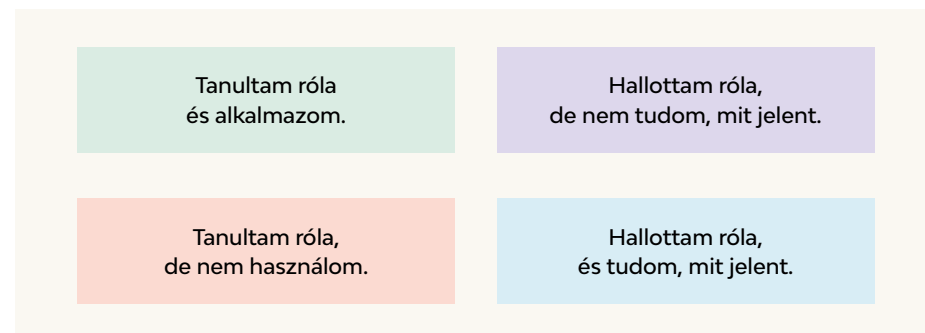 Tanultam róla
és alkalmazom.
Hallottam róla,
de nem tudom, mit jelent.
Tanultam róla,
de nem használom.
Hallottam róla,
és tudom, mit jelent.